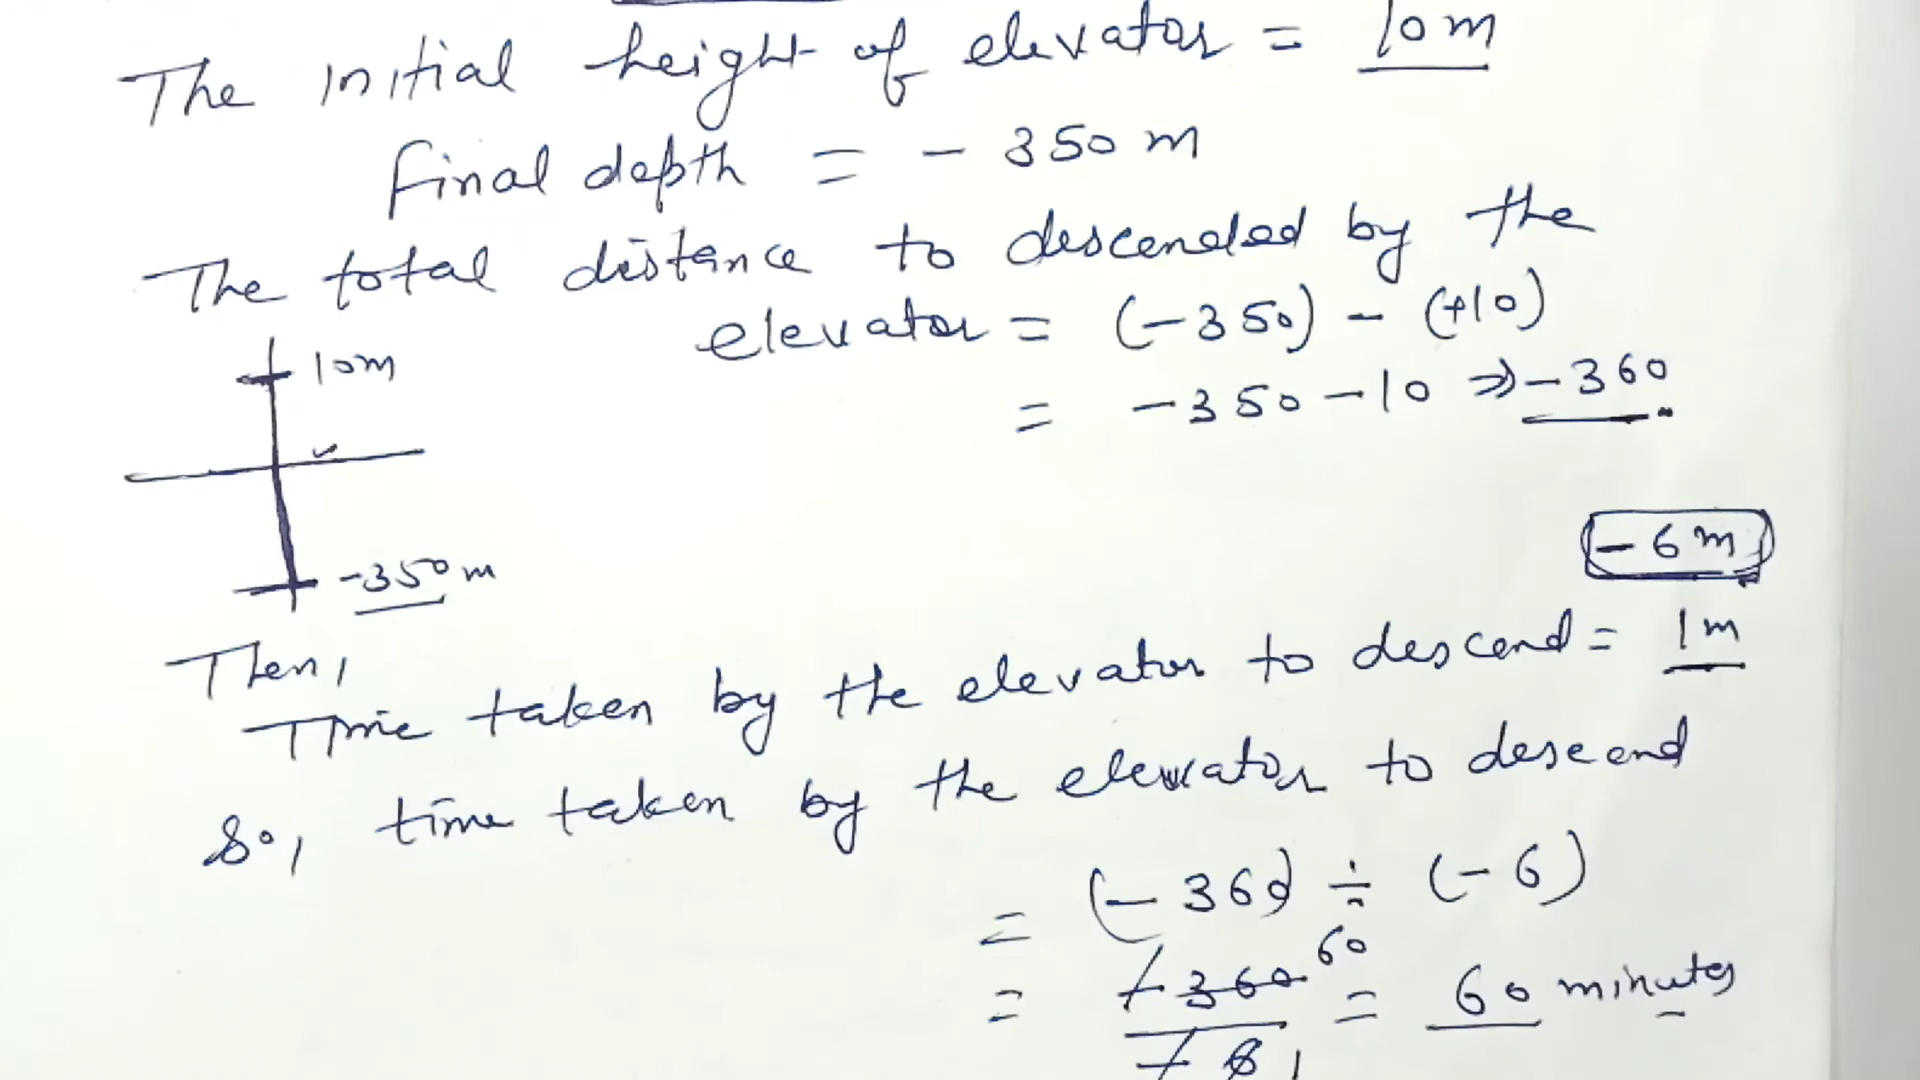 The initial height of elevator = 10m
final depth = - 350 m
The total distance to descended by the
elevator = (-350) - (+10)
= -350-10 ⇒ -360.
10m
-350 m
-6m
Then,
Time taken by the elevator to descend = 1m
So, time taken by the elevator to descend
= (-360) ÷ (-6)
= -360 60 = 60 minutes
-6 1